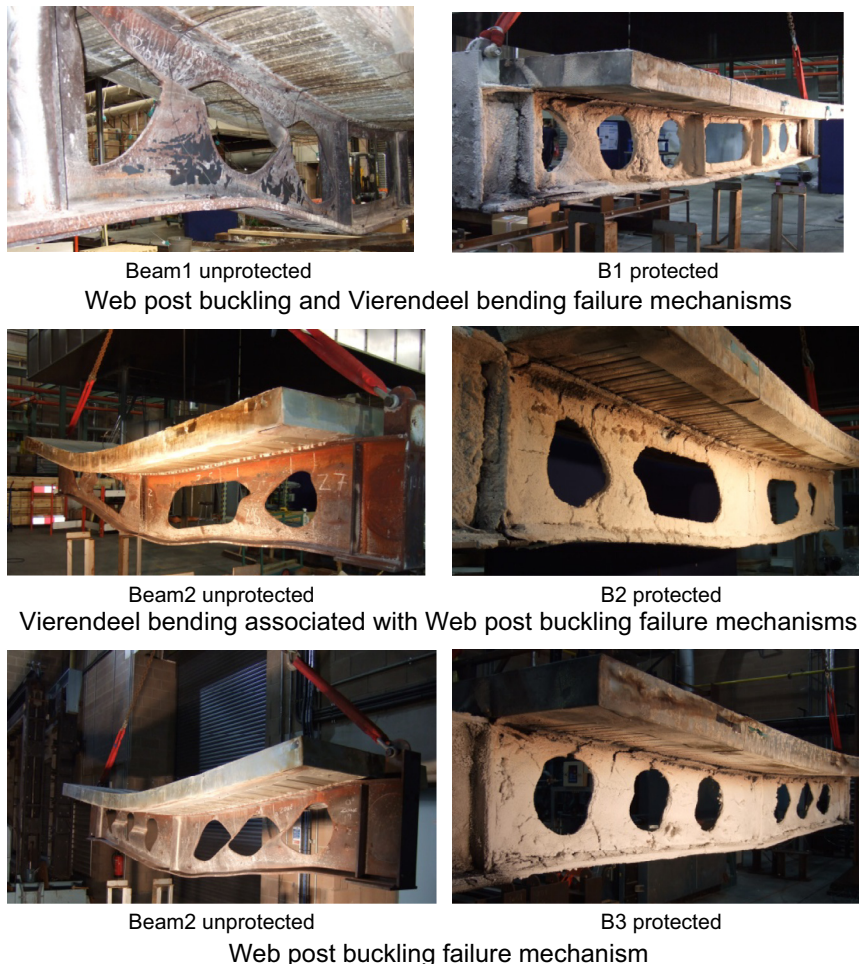 Beam1 unprotected
B1 protected
Web post buckling and Vierendeel bending failure mechanisms
27
Beam2 unprotected
B2 protected
Vierendeel bending associated with Web post buckling failure mechanisms
Beam2 unprotected
B3 protected
Web post buckling failure mechanism